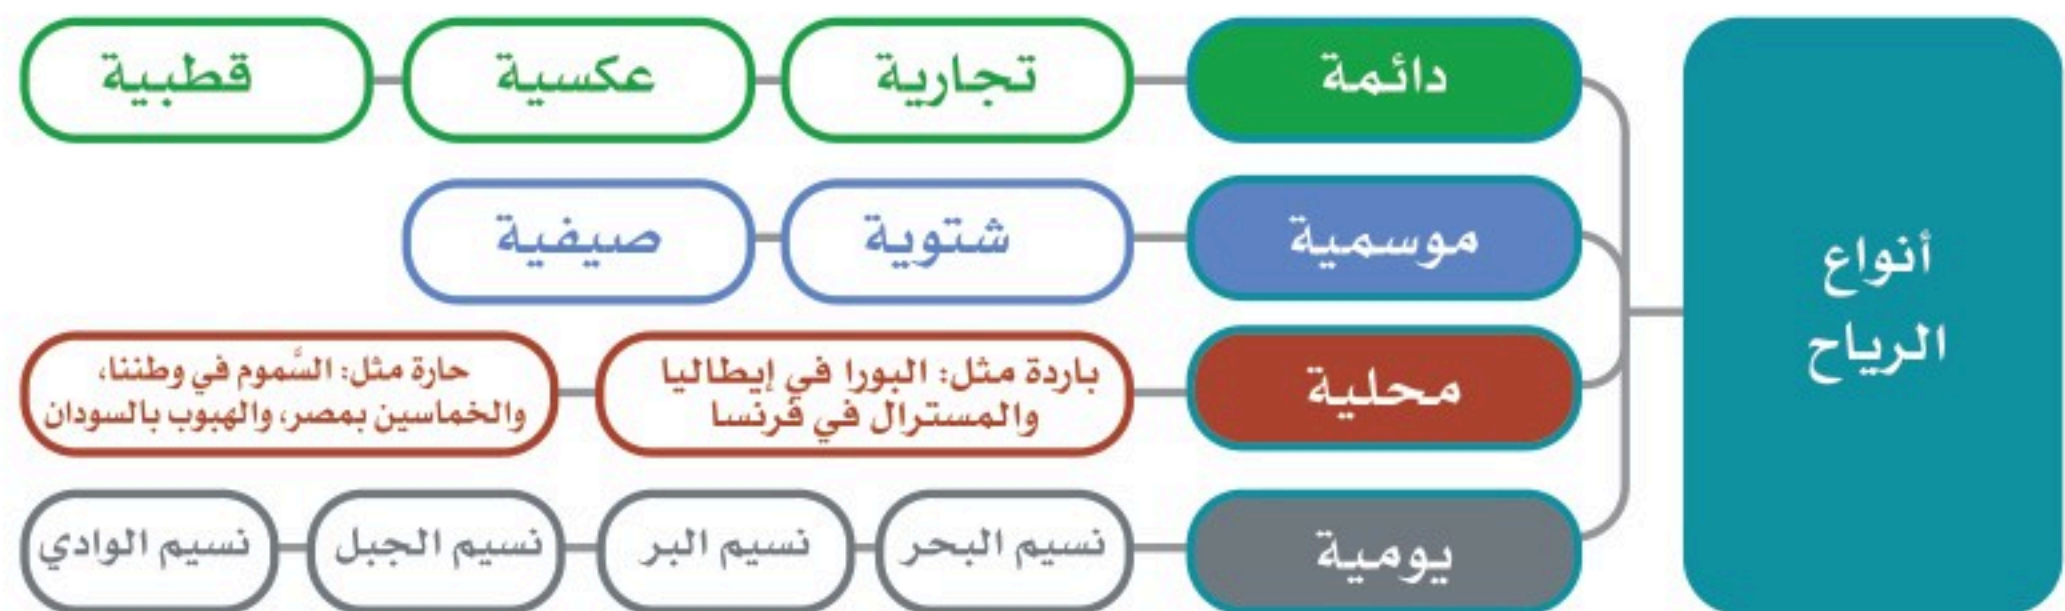 أنواع
الرياح
دائمة
تجارية
عكسية
قطبية
موسمية
شتوية
صيفية
محلية
باردة مثل: البورا في إيطاليا
والمسترال في فرنسا
حارة مثل: السَّموم في وطننا،
والخماسين بمصر، والهبوب بالسودان
يومية
نسيم البحر
نسيم البر
نسيم الجبل
نسيم الوادي